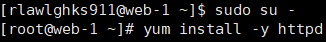 [rlawlghks911@web-1 ~]$ sudo su -
[root@web-1 ~]# yum install -y httpd